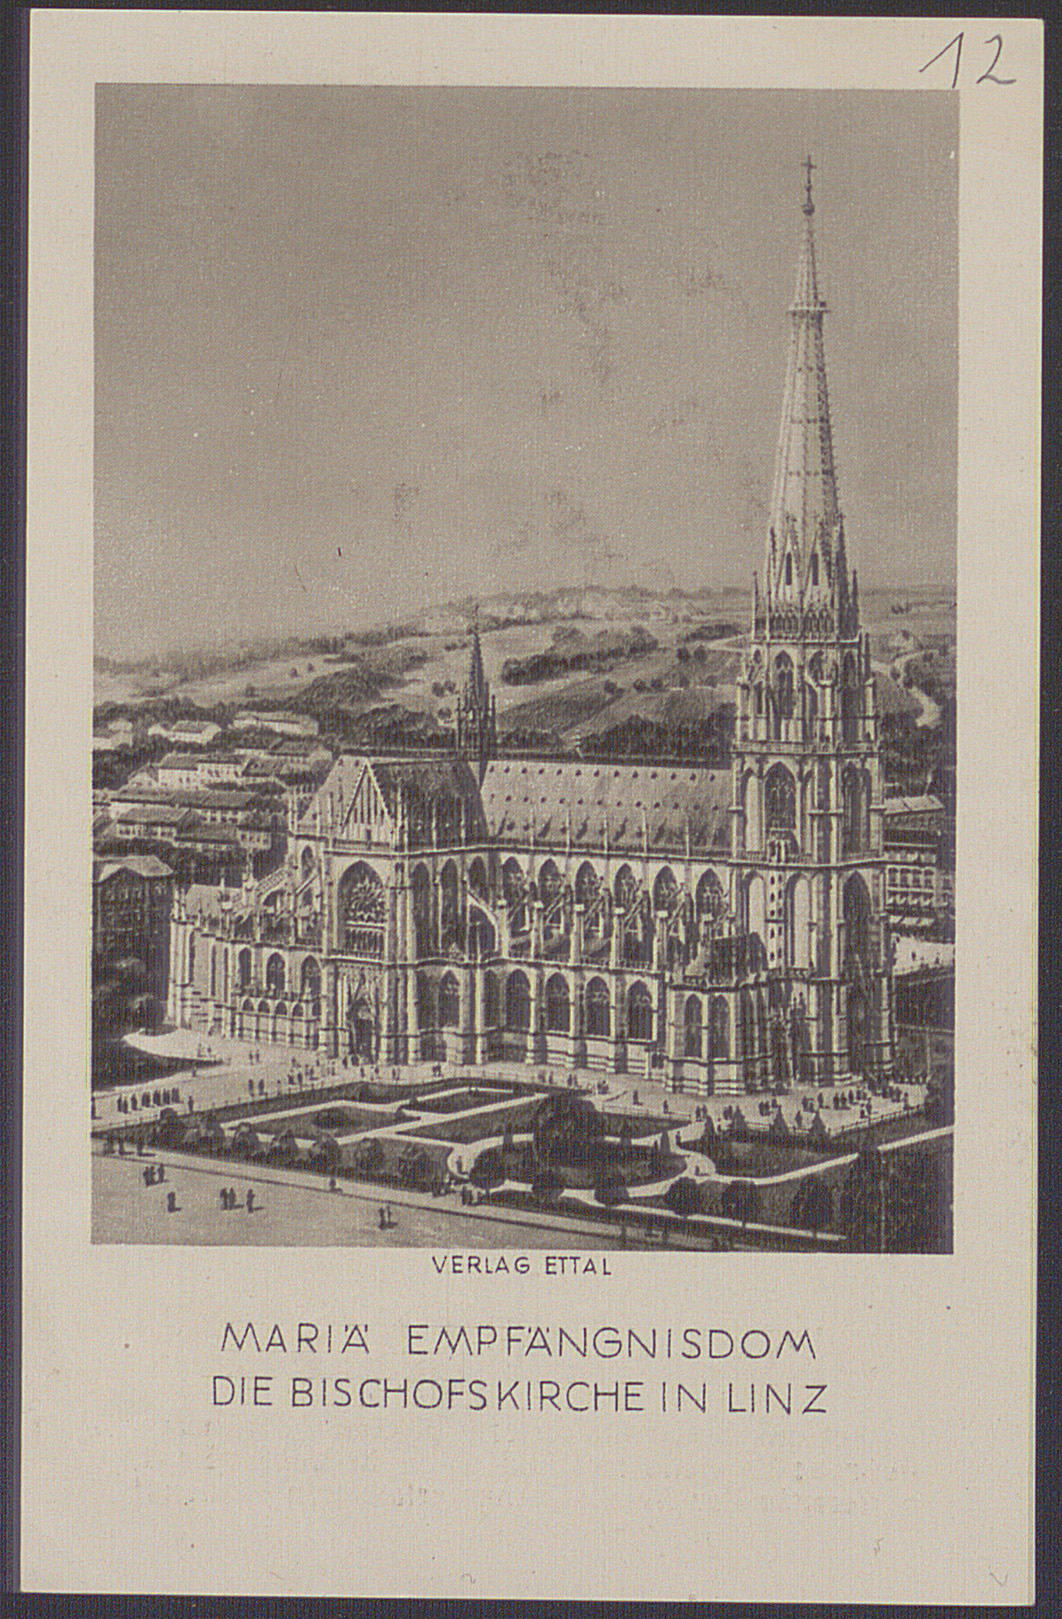 12
VERLAG ETTAL
MARIÄ EMPFÄNGNISDOM
DIE BISCHOFSKIRCHE IN LINZ